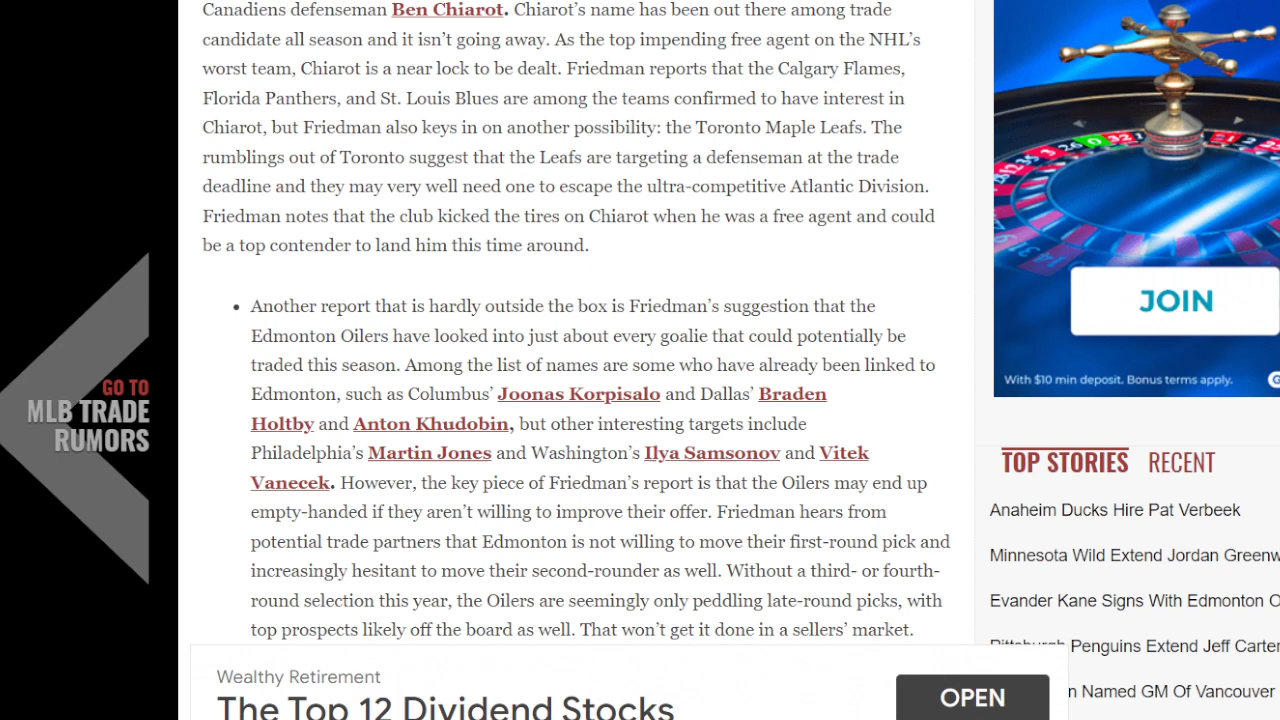 Canadiens defenseman Ben Chiarot. Chiarot’s name has been out there among trade
candidate all season and it isn’t going away. As the top impending free agent on the NHL’s
worst team, Chiarot is a near lock to be dealt. Friedman reports that the Calgary Flames,
Florida Panthers, and St. Louis Blues are among the teams confirmed to have interest in
Chiarot, but Friedman also keys in on another possibility: the Toronto Maple Leafs. The
rumblings out of Toronto suggest that the Leafs are targeting a defenseman at the trade
deadline and they may very well need one to escape the ultra-competitive Atlantic Division.
Friedman notes that the club kicked the tires on Chiarot when he was a free agent and could
be a top contender to land him this time around.
• Another report that is hardly outside the box is Friedman’s suggestion that the
Edmonton Oilers have looked into just about every goalie that could potentially be
traded this season. Among the list of names are some who have already been linked to
Edmonton, such as Columbus’ Joonas Korpisalo and Dallas’ Braden
Holtby and Anton Khudobin, but other interesting targets include
Philadelphia’s Martin Jones and Washington’s Ilya Samsonov and Vitek
Vanecek. However, the key piece of Friedman’s report is that the Oilers may end up
empty-handed if they aren’t willing to improve their offer. Friedman hears from
potential trade partners that Edmonton is not willing to move their first-round pick and
increasingly hesitant to move their second-rounder as well. Without a third- or fourth-
round selection this year, the Oilers are seemingly only peddling late-round picks, with
top prospects likely off the board as well. That won’t get it done in a sellers’ market.
GO TO
MLB TRADE
RUMORS
JOIN
With $10 min deposit. Bonus terms apply.
TOP STORIES RECENT
Anaheim Ducks Hire Pat Verbeek
Minnesota Wild Extend Jordan Greenw
Evander Kane Signs With Edmonton O
Pittsburgh Penguins Extend Jeff Carter
n Named GM Of Vancouver
Wealthy Retirement
The Top 12 Dividend Stocks
OPEN